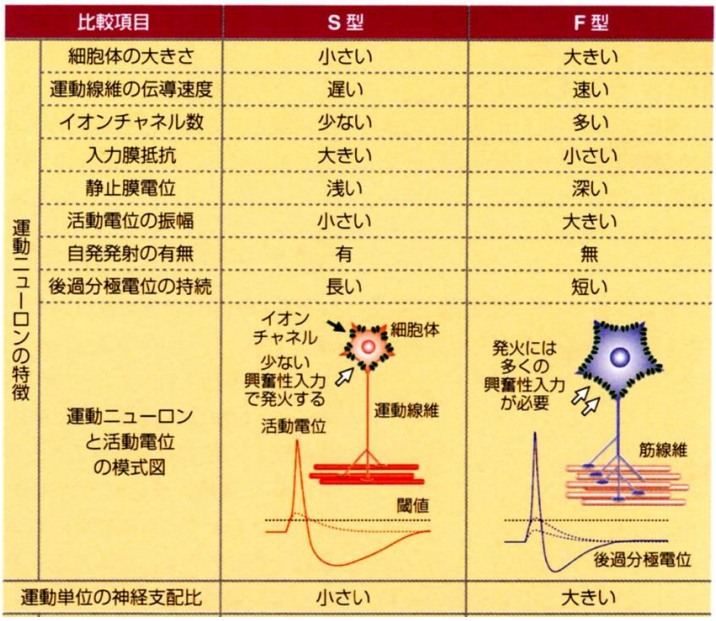 比較項目 S型 F型
運動ニューロンの特徴
細胞体の大きさ 小さい 大きい
運動線維の伝導速度 遅い 速い
イオンチャネル数 少ない 多い
入力膜抵抗 大きい 小さい
静止膜電位 浅い 深い
活動電位の振幅 小さい 大きい
自発発射の有無 有 無
後過分極電位の持続 長い 短い
運動ニューロン
と活動電位
の模式図
イオン
チャネル
細胞体
少ない
興奮性入力
で発火する
運動線維
活動電位
閾値
発火には
多くの
興奮性入力
が必要
筋線維
後過分極電位
運動単位の神経支配比 小さい 大きい